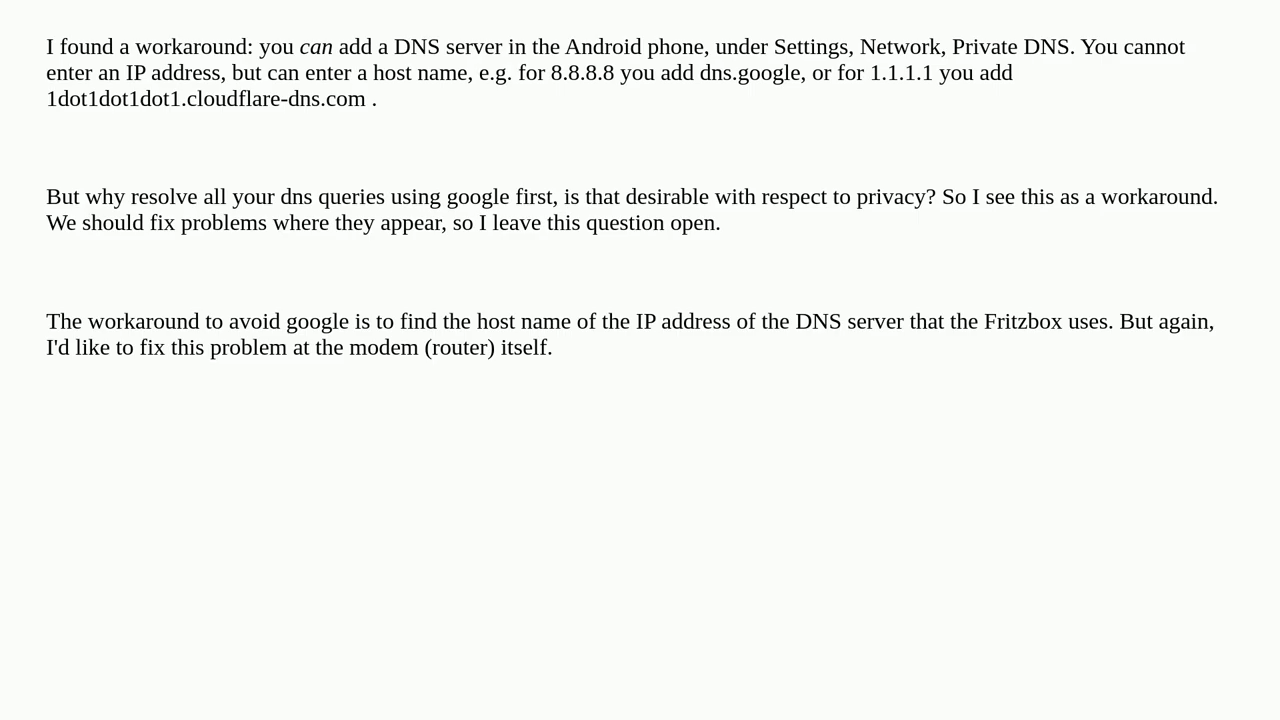 I found a workaround: you can add a DNS server in the Android phone, under Settings, Network, Private DNS. You cannot
enter an IP address, but can enter a host name, e.g. for 8.8.8.8 you add dns.google, or for 1.1.1.1 you add
1dot1dot1dot1.cloudflare-dns.com .
But why resolve all your dns queries using google first, is that desirable with respect to privacy? So I see this as a workaround.
We should fix problems where they appear, so I leave this question open.
The workaround to avoid google is to find the host name of the IP address of the DNS server that the Fritzbox uses. But again,
I'd like to fix this problem at the modem (router) itself.